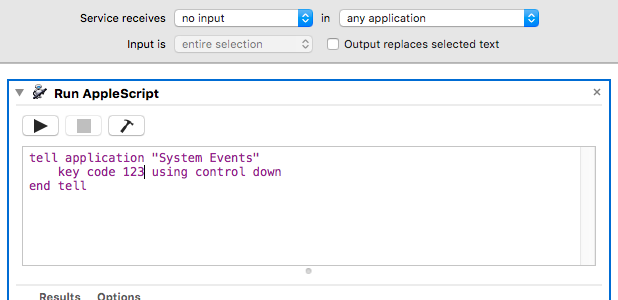 Service receives no input in any application
Input is entire selection Output replaces selected text
Run AppleScript
tell application "System Events"
    key code 123 using control down
end tell
Results Options